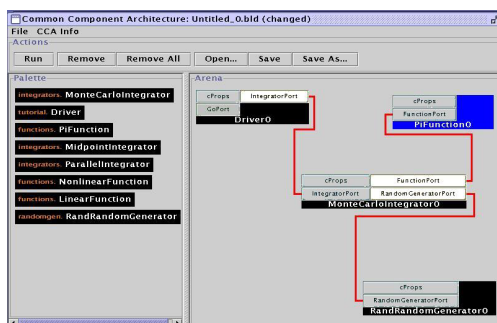 Common Component Architecture: Untitled_0.bld (changed)
File CCA Info
Actions
Run Remove Remove All Open... Save Save As...
Palette
integrators. MonteCarloIntegrator
tutorial. Driver
functions. PiFunction
integrators. MidpointIntegrator
integrators. ParallelIntegrator
functions. NonlinearFunction
functions. LinearFunction
randomgen. RandRandomGenerator
Arena
cProps IntegratorPort
GoPort
Driver0
cProps
FunctionPort
PiFunction0
cProps FunctionPort
IntegratorPort RandomGeneratorPort
MonteCarloIntegrator0
cProps
RandomGeneratorPort
RandRandomGenerator0